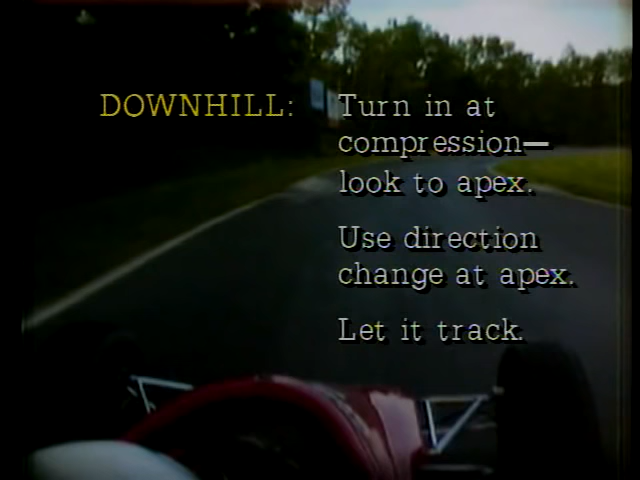 DOWNHILL: Turn in at
compression—
look to apex.
Use direction
change at apex.
Let it track.